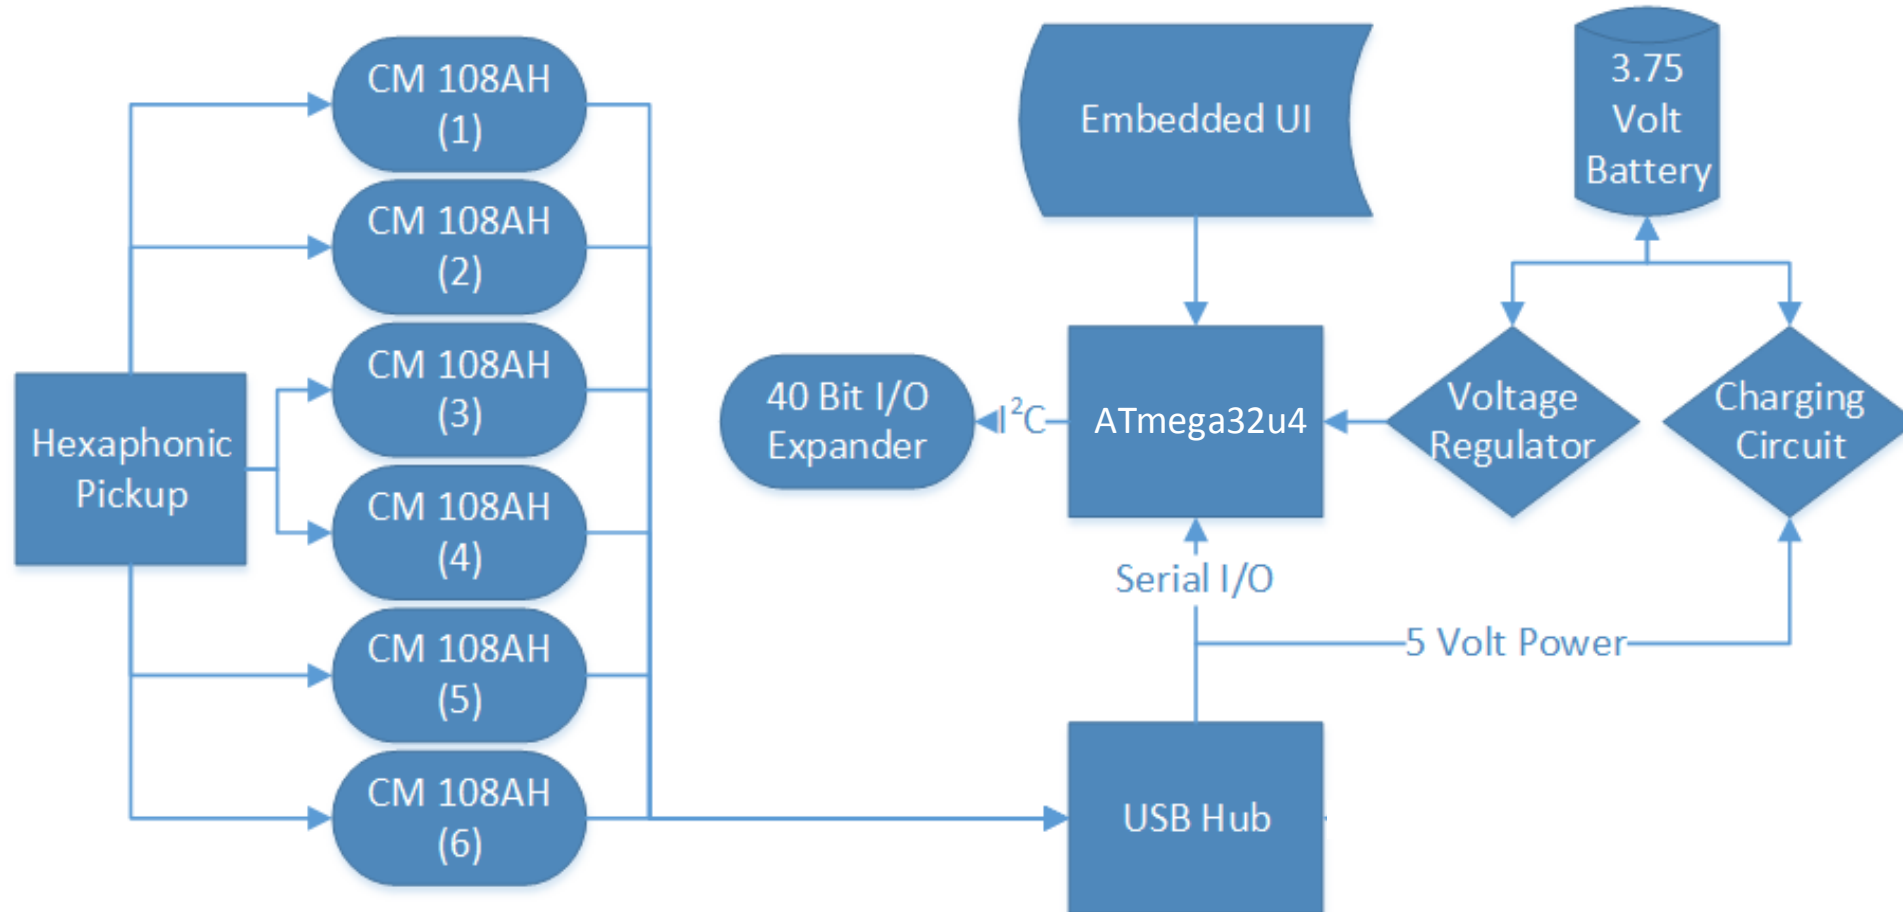 CM 108AH
(1)
CM 108AH
(2)
CM 108AH
(3)
CM 108AH
(4)
CM 108AH
(5)
CM 108AH
(6)
Hexaphonic
Pickup
Embedded UI
3.75
Volt
Battery
40 Bit I/O
Expander
I²C
ATmega32u4
Voltage
Regulator
Charging
Circuit
Serial I/O
5 Volt Power
USB Hub